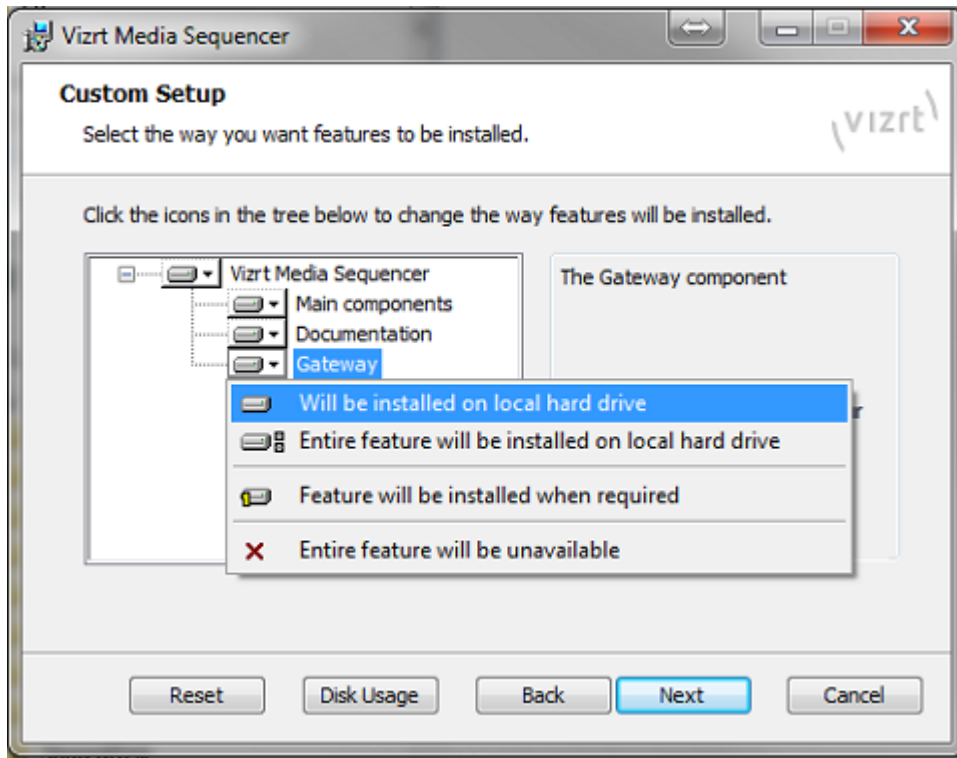 Vizrt Media Sequencer
Custom Setup
Select the way you want features to be installed.
vizrt
Click the icons in the tree below to change the way features will be installed.
Vizrt Media Sequencer
Main components
Documentation
Gateway
The Gateway component
Will be installed on local hard drive
Entire feature will be installed on local hard drive
Feature will be installed when required
Entire feature will be unavailable
Reset
Disk Usage
Back
Next
Cancel